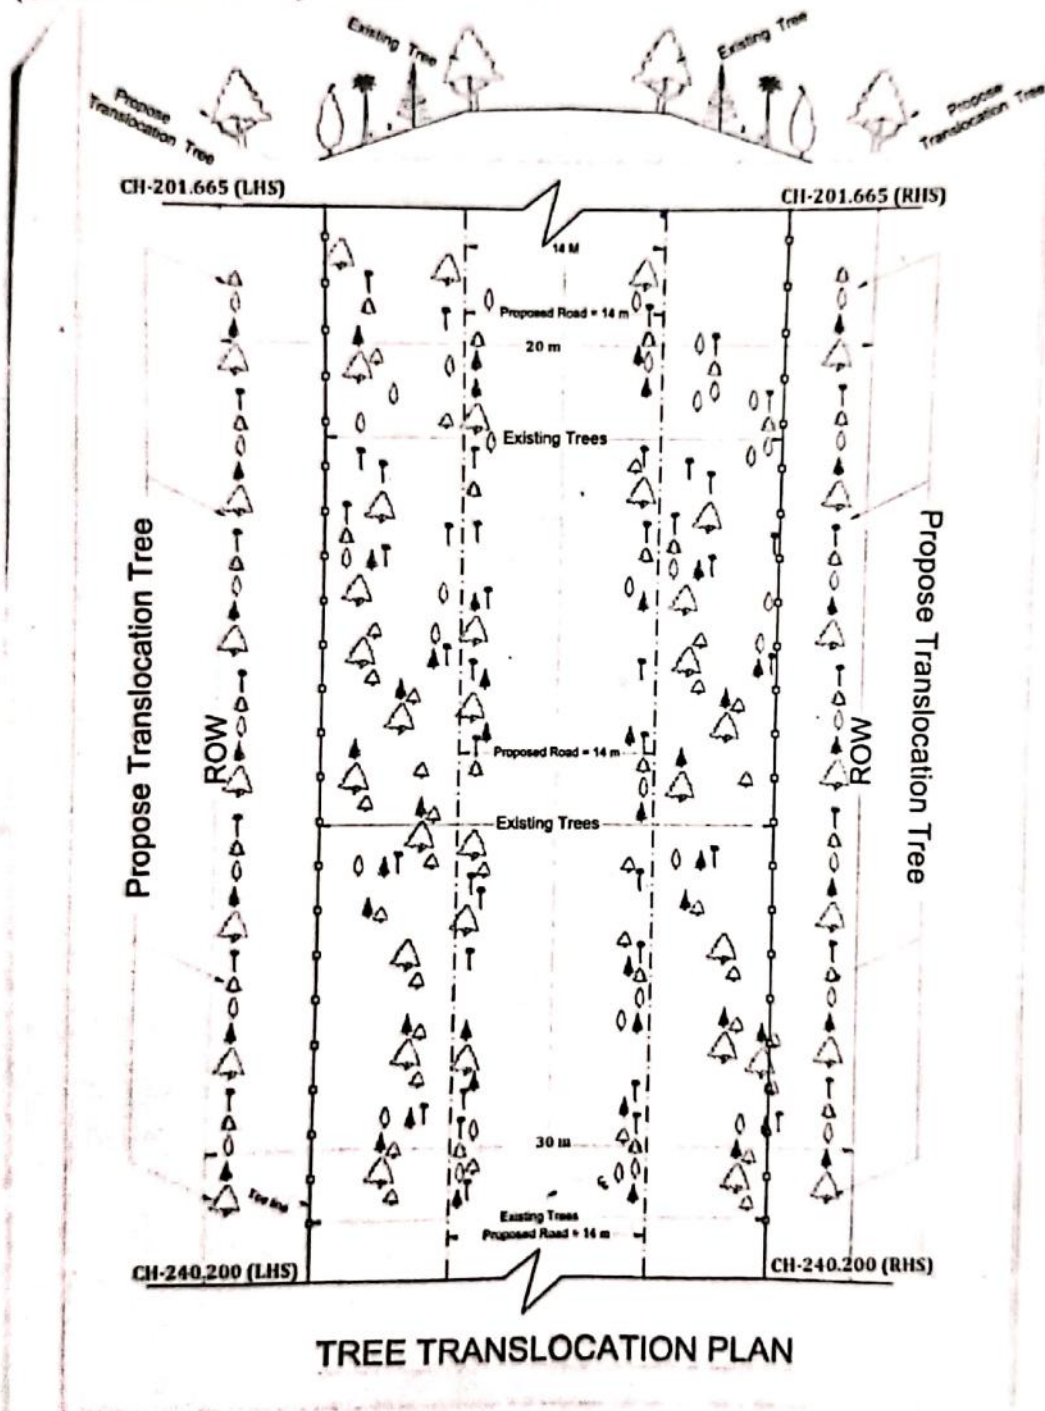 Existing Tree
Existing Tree
Propose
Translocation Tree
Propose
Translocation Tree
CH-201.665 (LHS)
CH-201.665 (RHS)
14 M
Proposed Road = 14 m
20 m
Existing Trees
Propose Translocation Tree
ROW
Propose Translocation Tree
ROW
Proposed Road = 14 m
Existing Trees
30 m
Toe line
Existing Trees
Proposed Road = 14 m
CH-240.200 (LHS)
CH-240.200 (RHS)
TREE TRANSLOCATION PLAN